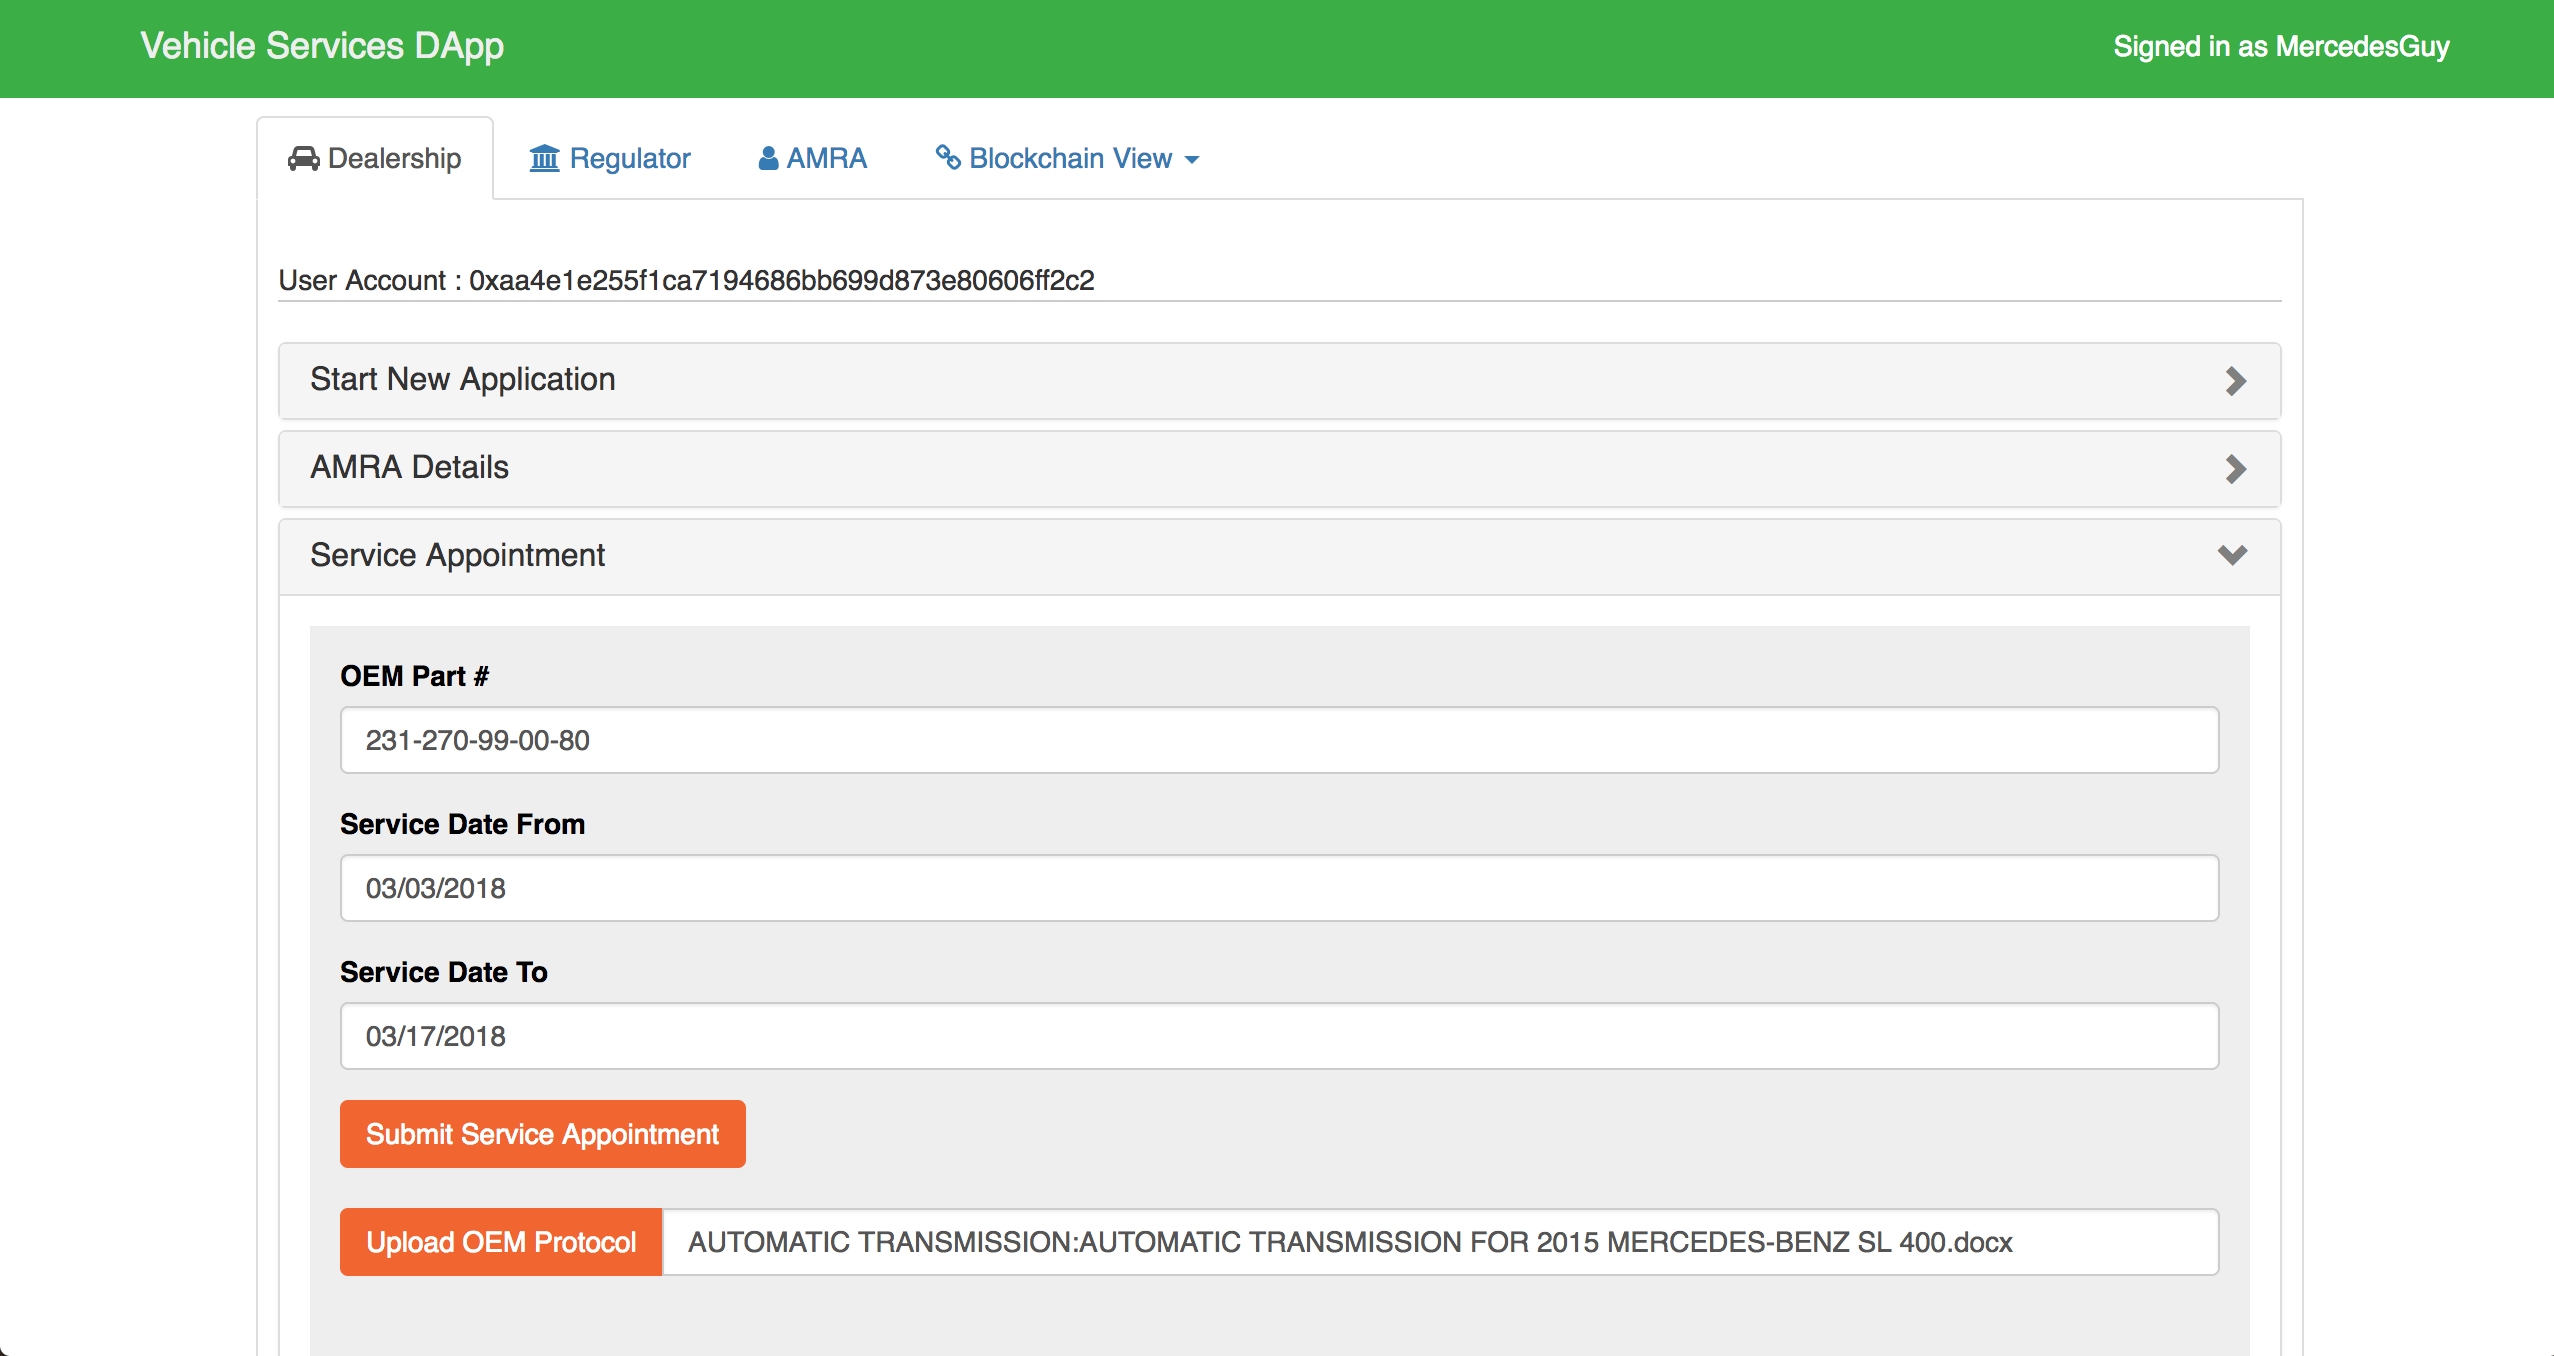 Vehicle Services DApp
Signed in as MercedesGuy
Dealership
Regulator
AMRA
Blockchain View
User Account : 0xaa4e1e255f1ca7194686bb699d873e80606ff2c2
Start New Application
AMRA Details
Service Appointment
OEM Part #
231-270-99-00-80
Service Date From
03/03/2018
Service Date To
03/17/2018
Submit Service Appointment
Upload OEM Protocol
AUTOMATIC TRANSMISSION:AUTOMATIC TRANSMISSION FOR 2015 MERCEDES-BENZ SL 400.docx